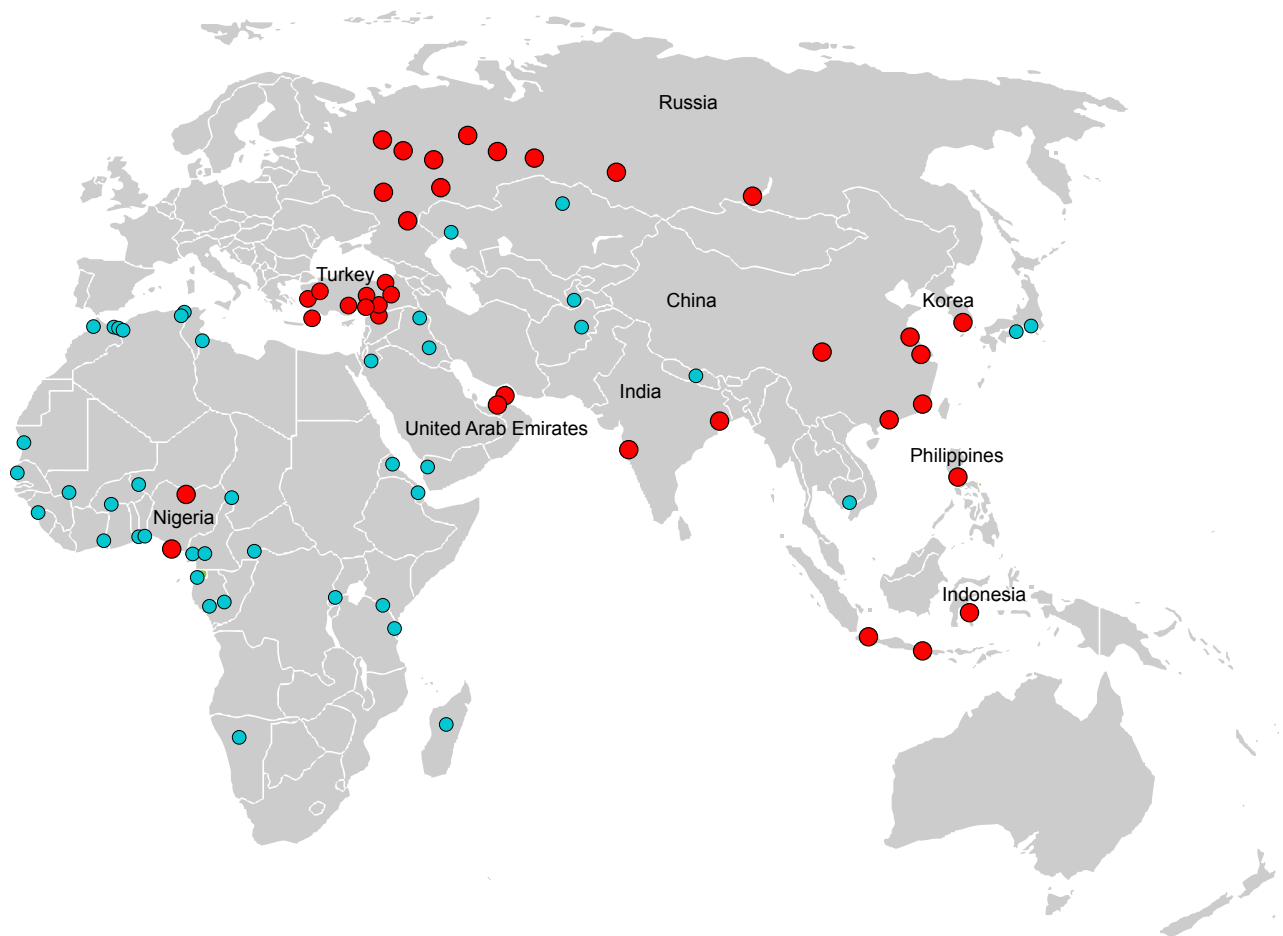 Russia
Turkey
China
Korea
India
United Arab Emirates
Philippines
Nigeria
Indonesia